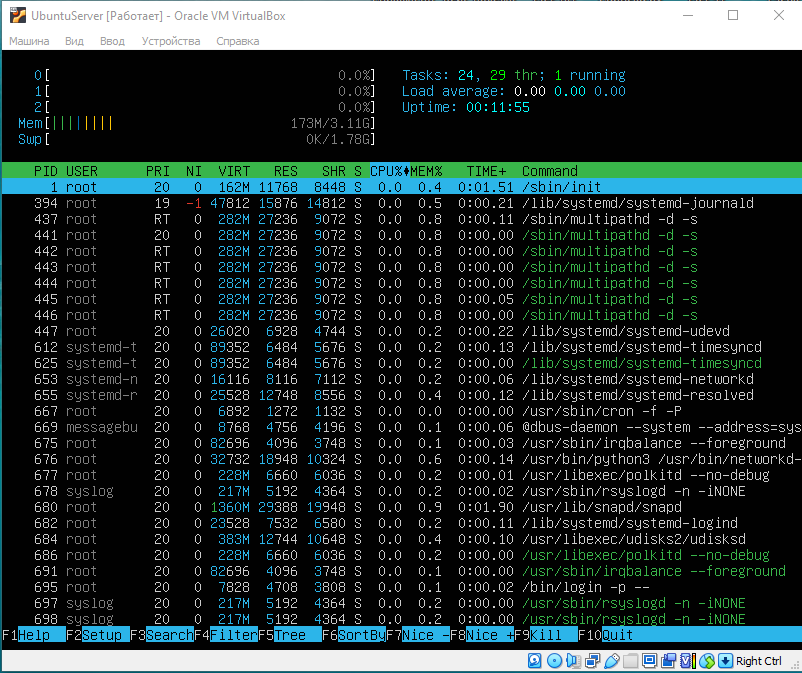 UbuntuServer [Работает] - Oracle VM VirtualBox
Машина Вид Ввод Устройства Справка
0[ 0.0%] Tasks: 24, 29 thr; 1 running
1[ 0.0%] Load average: 0.00 0.00 0.00
2[ 0.0%] Uptime: 00:11:55
Mem[||||||||| 173M/3.11G]
Swp[ 0K/1.78G]
PID USER PRI NI VIRT RES SHR S CPU% MEM% TIME+ Command
1 root 20 0 162M 11768 8448 S 0.0 0.4 0:01.51 /sbin/init
394 root 19 -1 47812 15876 14812 S 0.0 0.5 0:00.21 /lib/systemd/systemd-journald
437 root RT 0 282M 27236 9072 S 0.0 0.8 0:00.11 /sbin/multipathd -d -s
441 root 20 0 282M 27236 9072 S 0.0 0.8 0:00.00 /sbin/multipathd -d -s
442 root RT 0 282M 27236 9072 S 0.0 0.8 0:00.00 /sbin/multipathd -d -s
443 root RT 0 282M 27236 9072 S 0.0 0.8 0:00.00 /sbin/multipathd -d -s
444 root RT 0 282M 27236 9072 S 0.0 0.8 0:00.00 /sbin/multipathd -d -s
445 root RT 0 282M 27236 9072 S 0.0 0.8 0:00.05 /sbin/multipathd -d -s
446 root RT 0 282M 27236 9072 S 0.0 0.8 0:00.00 /sbin/multipathd -d -s
447 root 20 0 26020 6928 4744 S 0.0 0.2 0:00.22 /lib/systemd/systemd-udevd
612 systemd-t 20 0 89352 6484 5676 S 0.0 0.2 0:00.13 /lib/systemd/systemd-timesyncd
625 systemd-t 20 0 89352 6484 5676 S 0.0 0.2 0:00.00 /lib/systemd/systemd-timesyncd
653 systemd-n 20 0 16116 8116 7112 S 0.0 0.2 0:00.06 /lib/systemd/systemd-networkd
655 systemd-r 20 0 25528 12748 8556 S 0.0 0.4 0:00.12 /lib/systemd/systemd-resolved
667 root 20 0 6892 1272 1132 S 0.0 0.0 0:00.00 /usr/sbin/cron -f -P
669 messagebu 20 0 8768 4756 4196 S 0.0 0.1 0:00.06 @dbus-daemon --system --address=sys
675 root 20 0 82696 4096 3748 S 0.0 0.1 0:00.03 /usr/sbin/irqbalance --foreground
676 root 20 0 32732 18948 10324 S 0.0 0.6 0:00.14 /usr/bin/python3 /usr/bin/networkd-
677 root 20 0 228M 6660 6036 S 0.0 0.2 0:00.01 /usr/libexec/polkitd --no-debug
678 syslog 20 0 217M 5192 4364 S 0.0 0.2 0:00.02 /usr/sbin/rsyslogd -n -iNONE
680 root 20 0 1360M 29388 19948 S 0.0 0.9 0:01.90 /usr/lib/snapd/snapd
682 root 20 0 23528 7532 6580 S 0.0 0.2 0:00.11 /lib/systemd/systemd-logind
684 root 20 0 383M 12744 10648 S 0.0 0.4 0:00.10 /usr/libexec/udisks2/udisksd
686 root 20 0 228M 6660 6036 S 0.0 0.2 0:00.00 /usr/libexec/polkitd --no-debug
691 root 20 0 82696 4096 3748 S 0.0 0.1 0:00.00 /usr/sbin/irqbalance --foreground
695 root 20 0 7828 4708 3808 S 0.0 0.1 0:00.02 /bin/login -p --
697 syslog 20 0 217M 5192 4364 S 0.0 0.2 0:00.00 /usr/sbin/rsyslogd -n -iNONE
698 syslog 20 0 217M 5192 4364 S 0.0 0.2 0:00.00 /usr/sbin/rsyslogd -n -iNONE
F1Help F2Setup F3SearchF4FilterF5Tree F6SortByF7Nice -F8Nice +F9Kill F10Quit
Right Ctrl